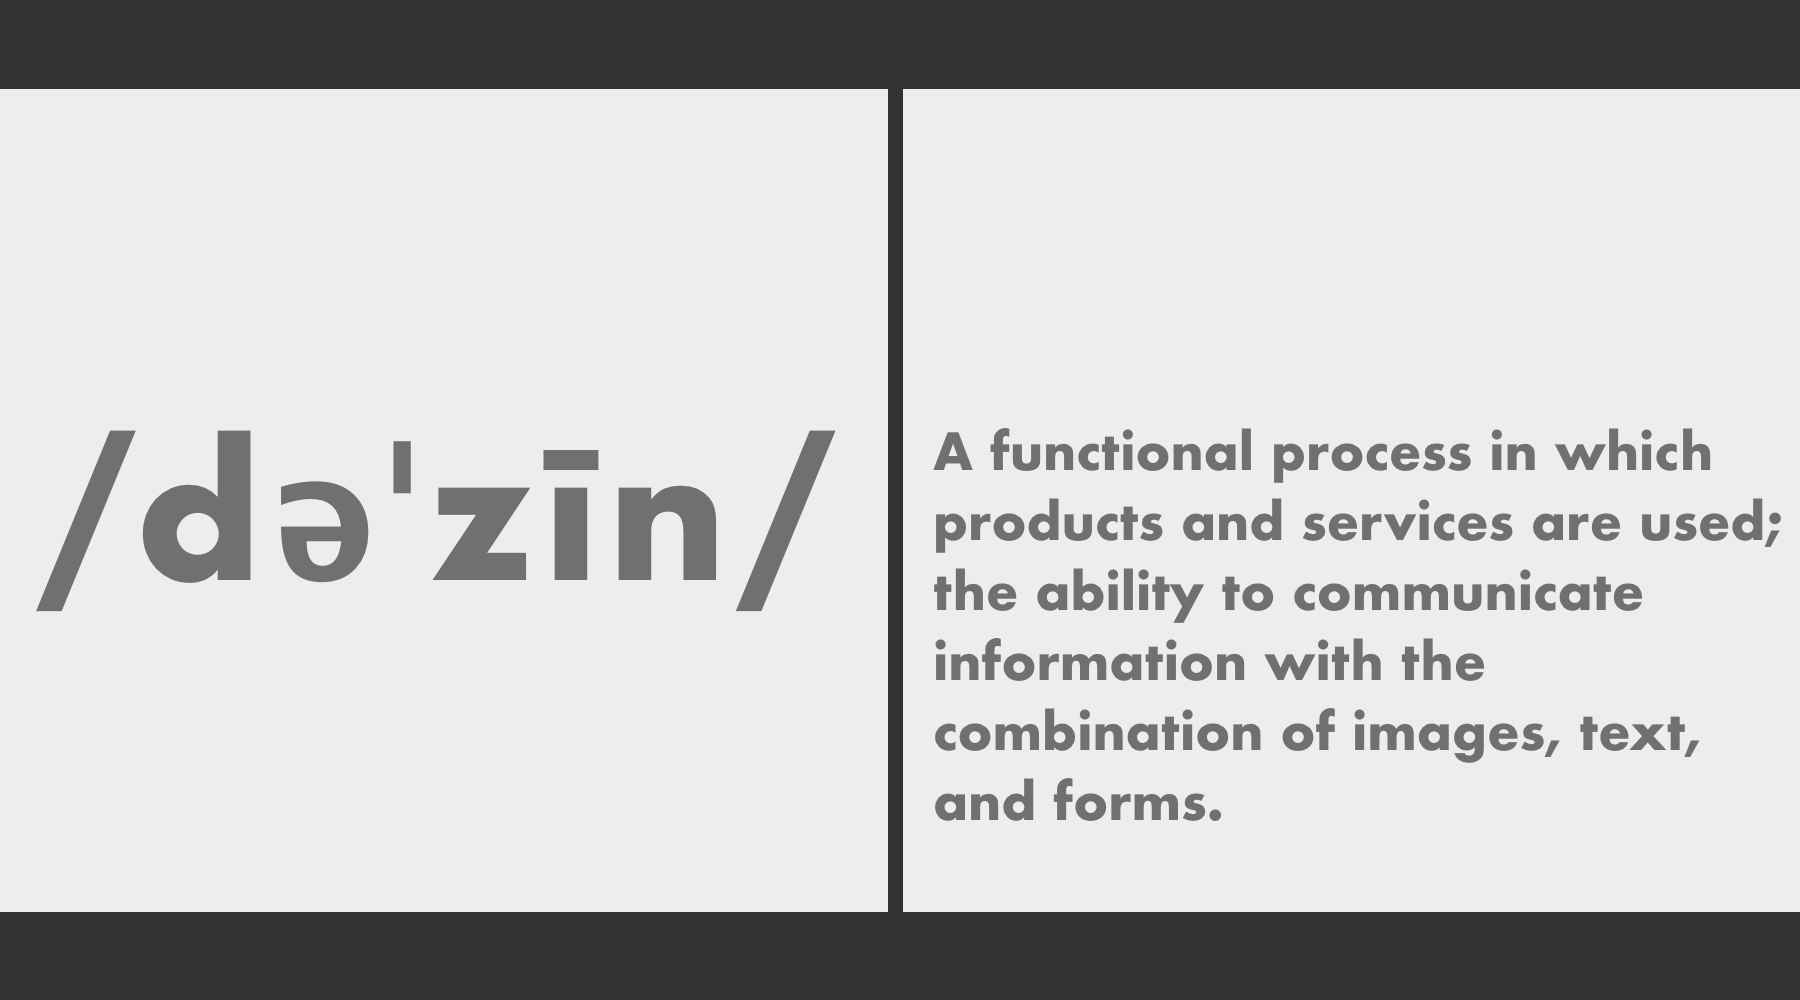 /də'zīn/
A functional process in which
products and services are used;
the ability to communicate
information with the
combination of images, text,
and forms.